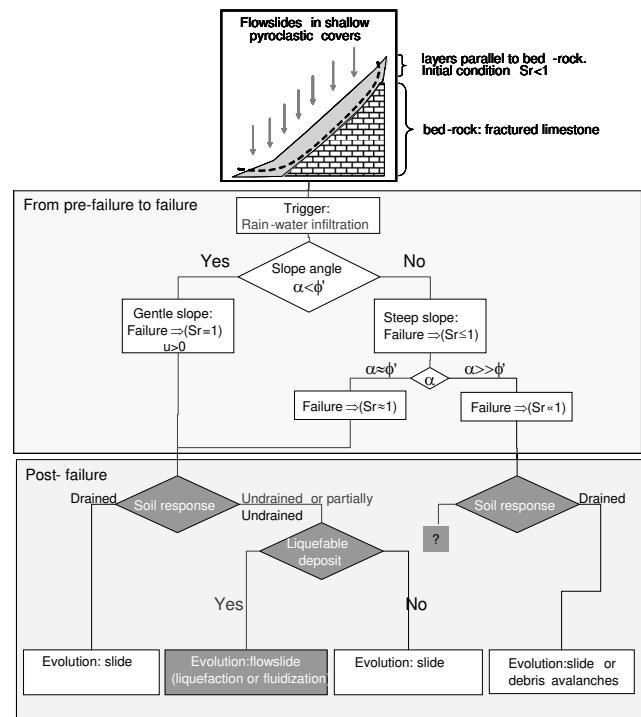 Flowslides in shallow
pyroclastic covers
layers parallel to bed -rock.
Initial condition Sr<1
bed-rock: fractured limestone
From pre-failure to failure
Trigger:
Rain-water infiltration
Yes
No
Slope angle
α<ϕ'
Gentle slope:
Failure ⇒(Sr=1)
u>0
Steep slope:
Failure ⇒(Sr≤1)
α≈ϕ'
α
α>>ϕ'
Failure ⇒(Sr≈1)
Failure ⇒(Sr«1)
Post- failure
Drained
Soil response
Undrained or partially
Undrained
Soil response
Drained
?
Liquefable
deposit
Yes
No
Evolution: slide
Evolution:flowslide
(liquefaction or fluidization)
Evolution: slide
Evolution:slide or
debris avalanches